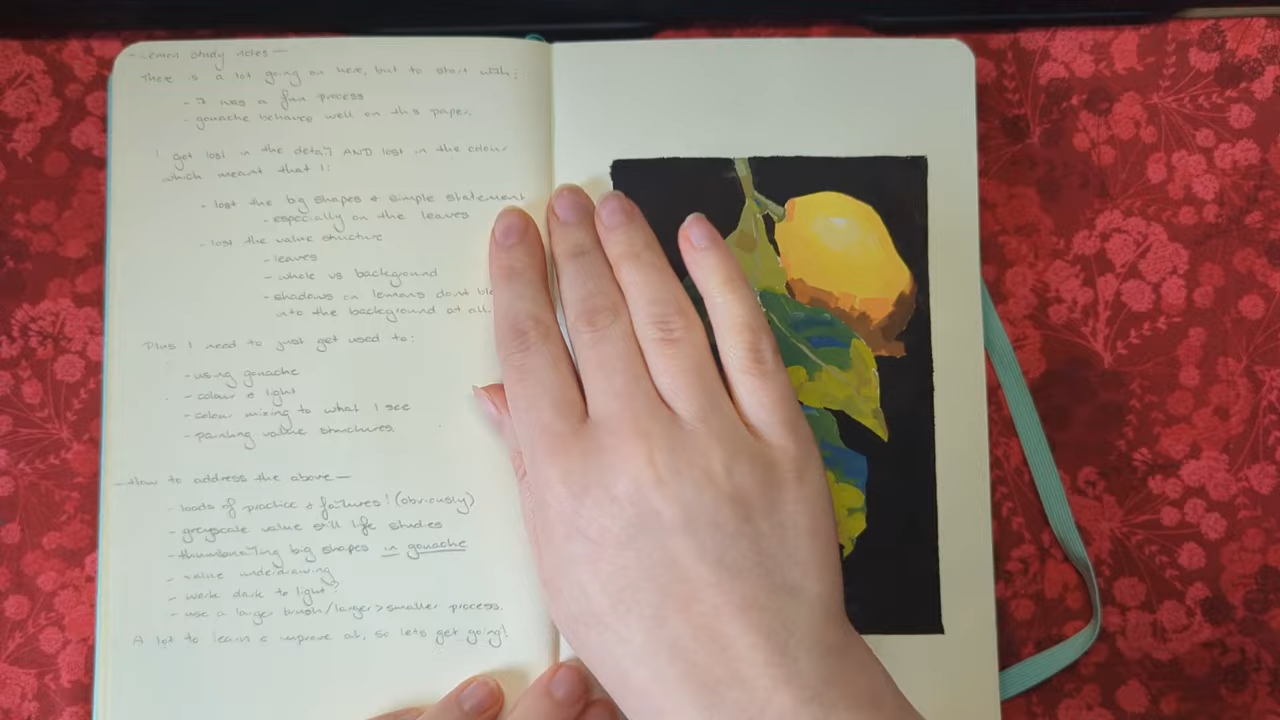 - Lemon study notes -
There is a lot going on here, but to start with:
- It was a fun process
- gouache behaves well on this paper.
I got lost in the detail AND lost in the colour
which meant that I:
- lost the big shapes & simple statement
- especially on the leaves
- lost the value structure
- leaves
- whole vs background
- shadows on lemons dont
into the background at all.
Plus I need to just get used to:
- using gouache
- colour & light
- colour mixing to what I see
- painting value structures.
- How to address the above -
- loads of practice & failures! (obviously)
- greyscale value still life studies
- thumbnailing big shapes in gouache
- value underdrawing
- work dark to light?
- use a larger brush/larger > smaller process.
A lot to learn & improve at, so lets get going!